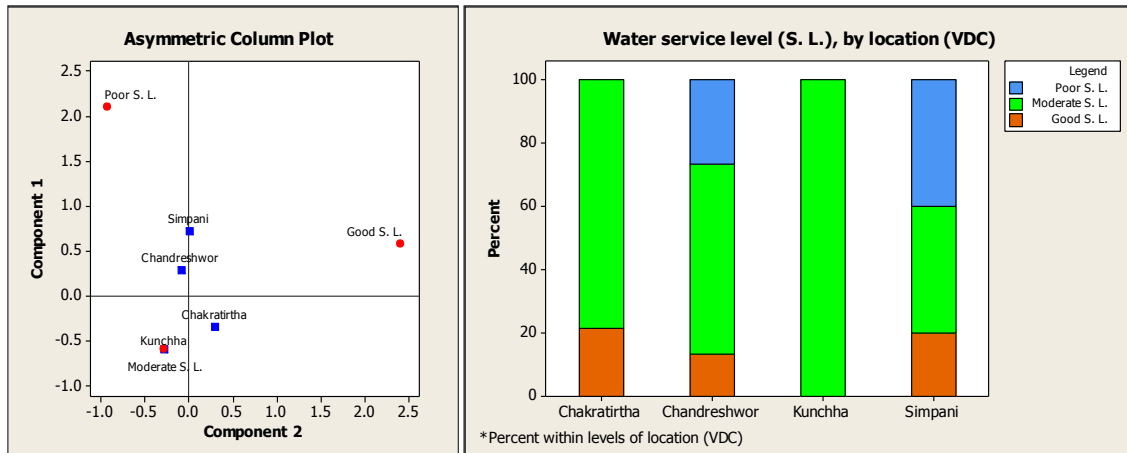 Asymmetric Column Plot
Component 1
2.5
2.0
1.5
1.0
0.5
0.0
-0.5
-1.0
Poor S. L.
Simpani
Good S. L.
Chandreshwor
Chakratirtha
Kunchha
Moderate S. L.
-1.0 -0.5 0.0 0.5 1.0 1.5 2.0 2.5
Component 2
Water service level (S. L.), by location (VDC)
Percent
100
80
60
40
20
0
Chakratirtha Chandreshwor Kunchha Simpani
*Percent within levels of location (VDC)
Legend
Poor S. L.
Moderate S. L.
Good S. L.